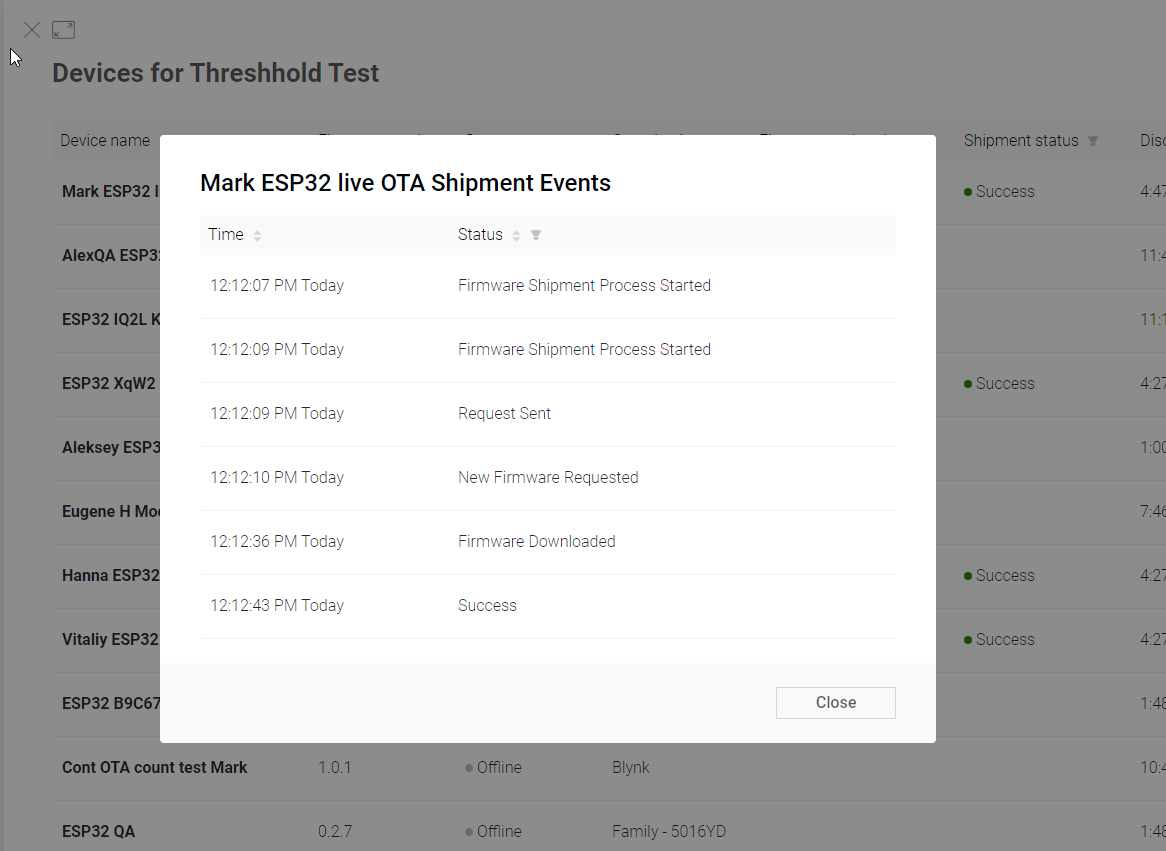 Devices for Threshhold Test
Device name Shipment status
Mark ESP32 Success 4:47
AlexQA ESP32 11:4
ESP32 IQ2L K 11:1
ESP32 XqW2 Success 4:27
Aleksey ESP3 1:00
Eugene H 7:46
Hanna ESP32 Success 4:27
Vitaliy ESP32 Success 4:27
ESP32 B9C67 1:48
Cont OTA count test Mark 1.0.1 Offline Blynk 10:4
ESP32 QA 0.2.7 Offline Family - 5016YD 1:48
Mark ESP32 live OTA Shipment Events
Time Status
12:12:07 PM Today Firmware Shipment Process Started
12:12:09 PM Today Firmware Shipment Process Started
12:12:09 PM Today Request Sent
12:12:10 PM Today New Firmware Requested
12:12:36 PM Today Firmware Downloaded
12:12:43 PM Today Success
Close